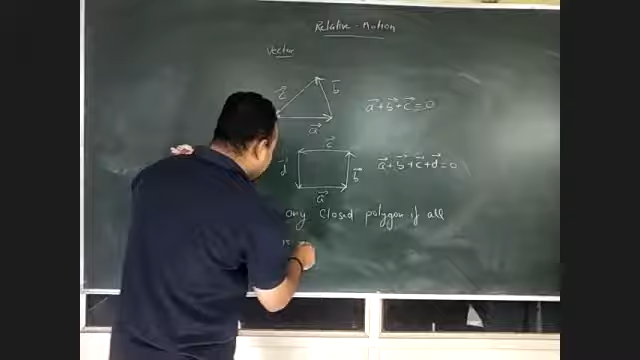 Relative-Motion
Vector
c⃗ b⃗
a⃗
a⃗+b⃗+c⃗=0
c⃗
d⃗ b⃗
a⃗
a⃗+b⃗+c⃗+d⃗=0
any closed polygon if all